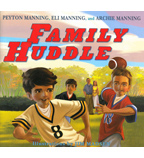 PEYTON MANNING, ELI MANNING, and ARCHIE MANNING
FAMILY
HUDDLE
8